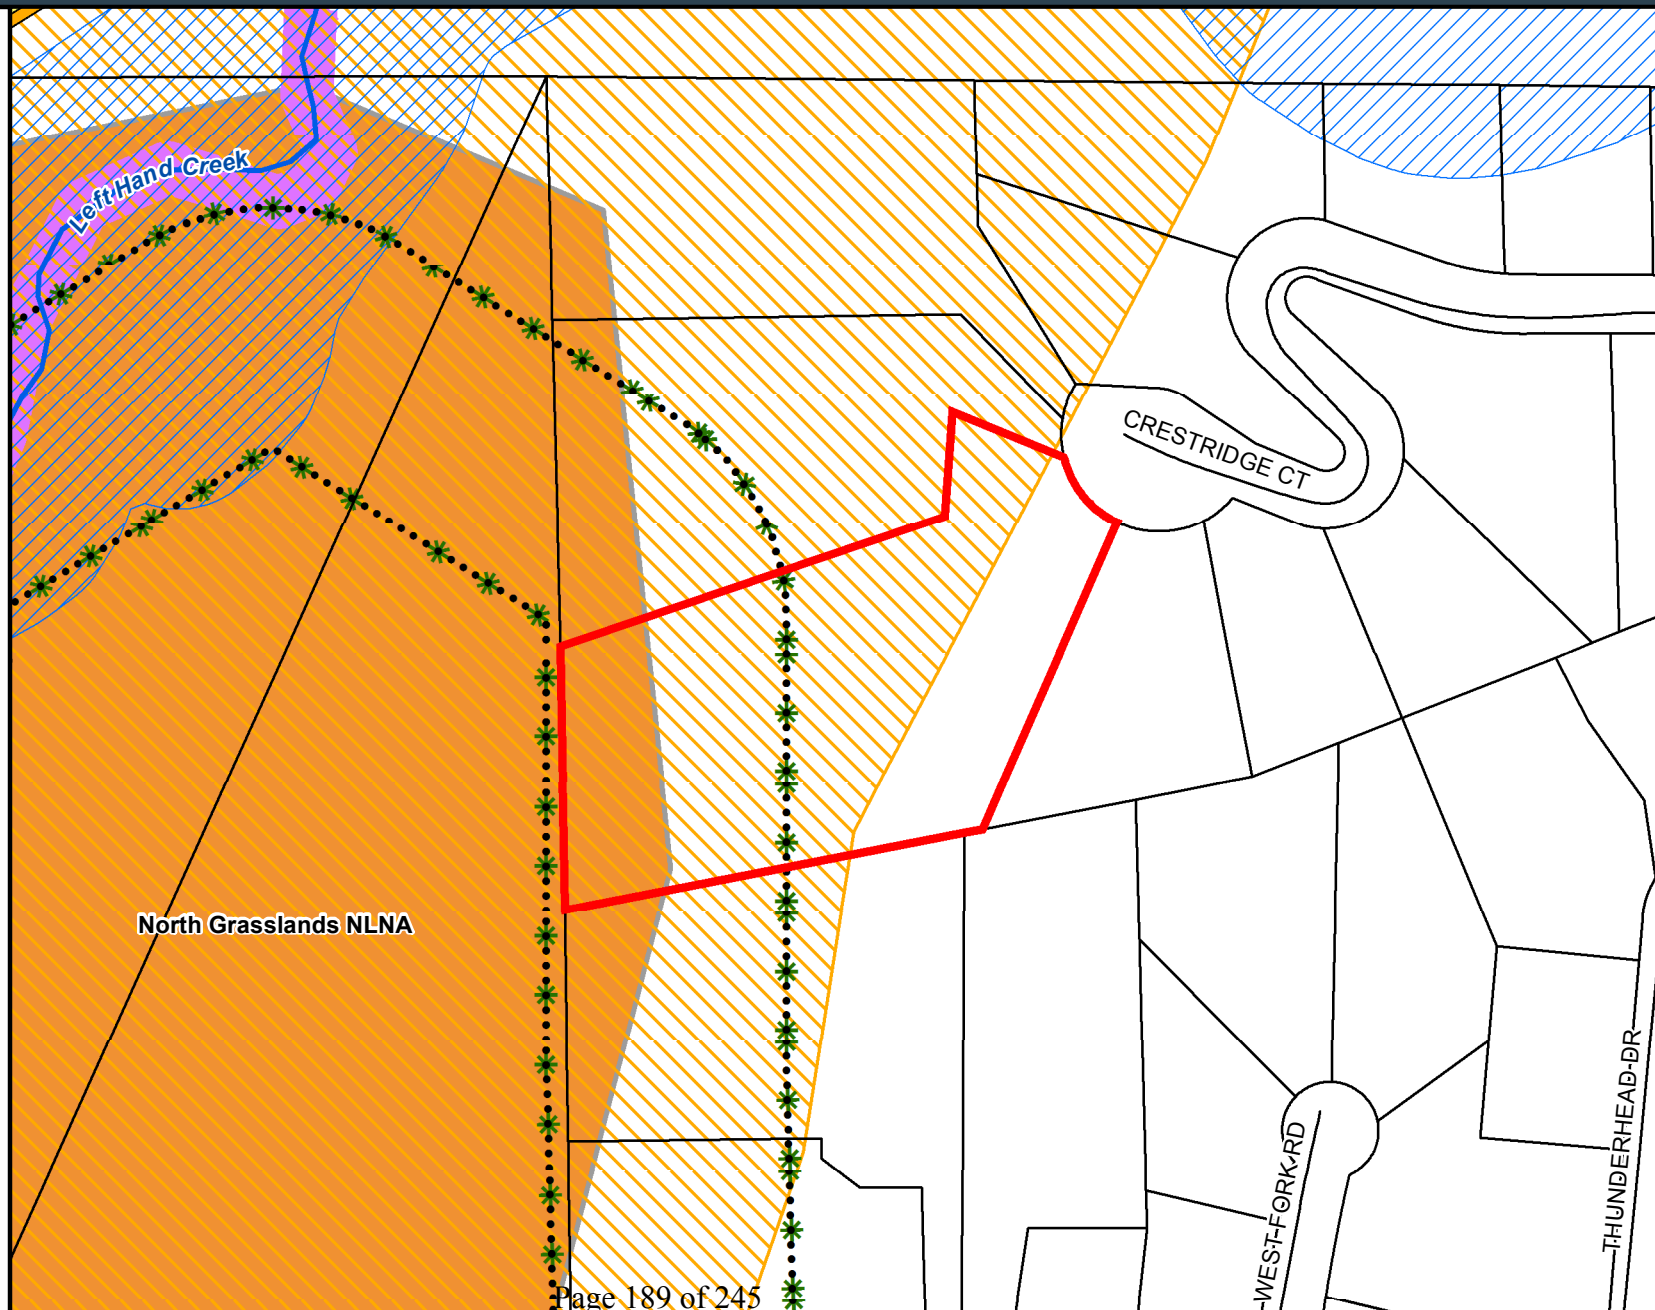 Left Hand Creek
CRESTRIDGE CT
North Grasslands NLNA
THUNDERHEAD DR
WEST FORK RD
Page 189 of 245